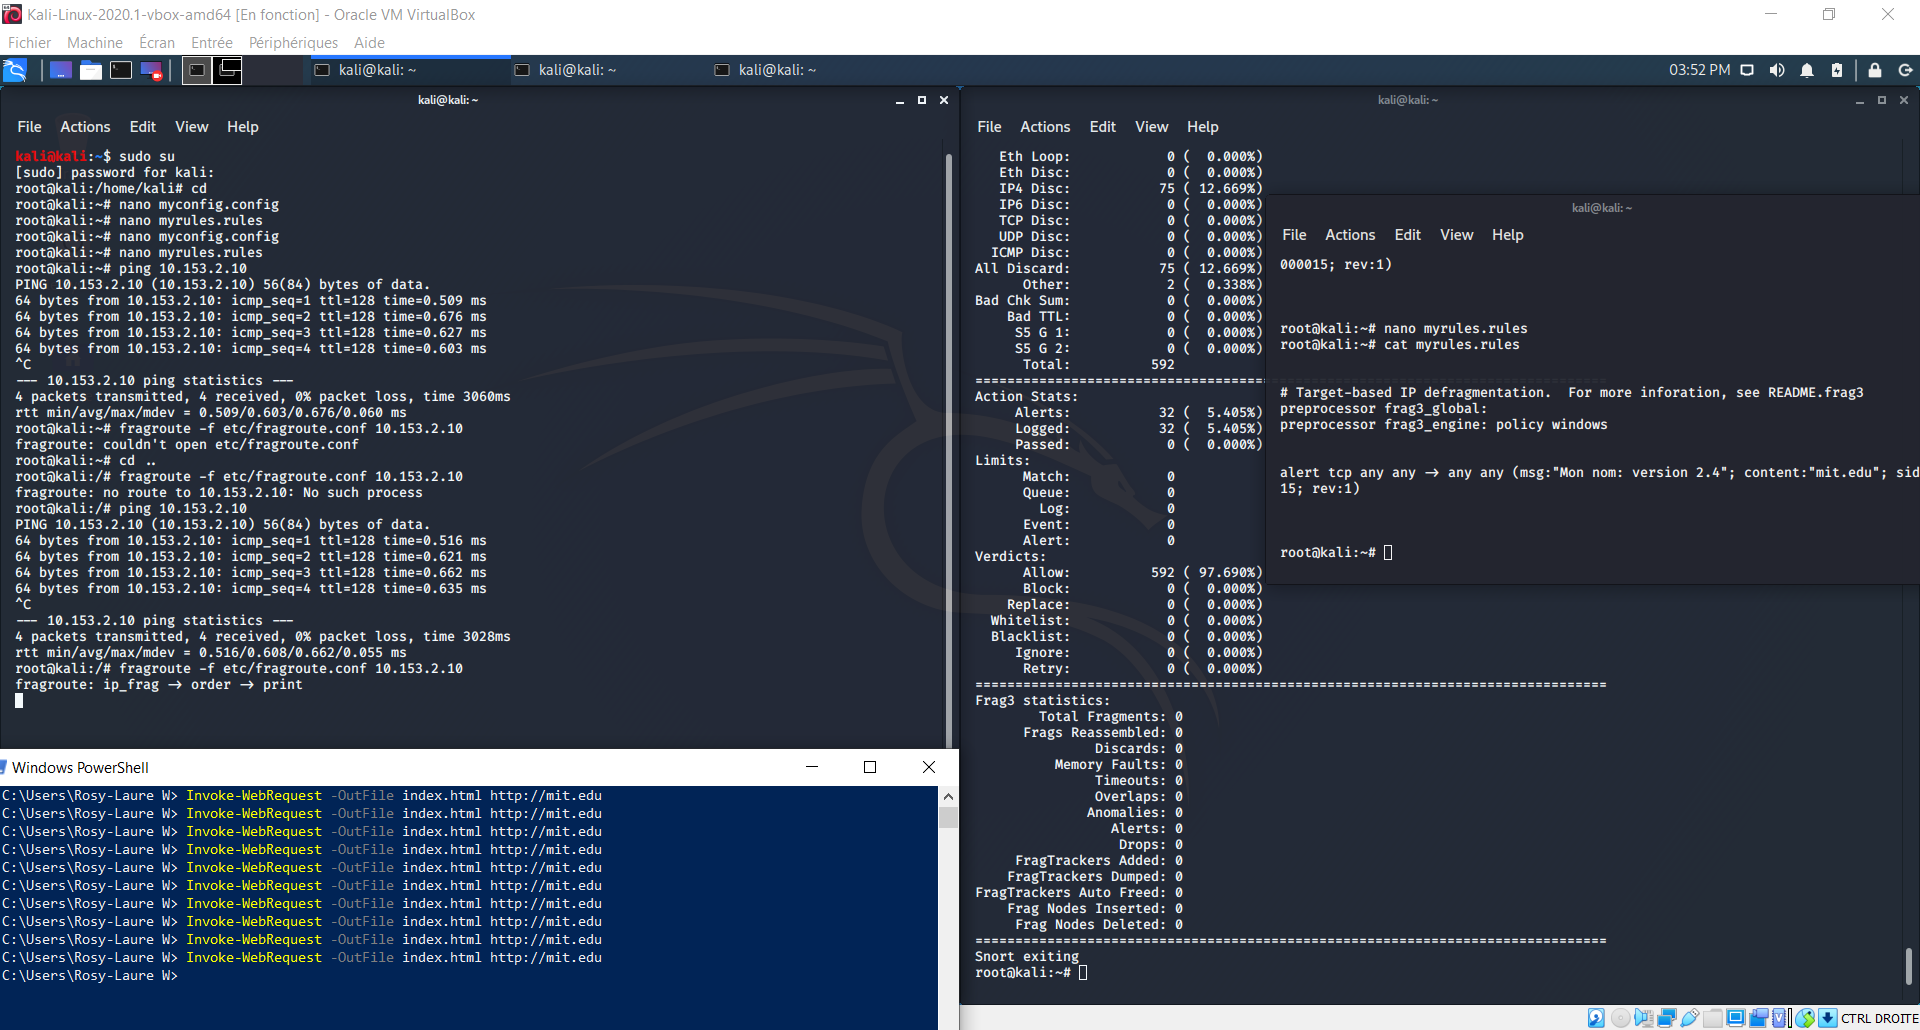 Kali-Linux-2020.1-vbox-amd64 [En fonction] - Oracle VM VirtualBox
Fichier Machine Écran Entrée Périphériques Aide
kali@kali: ~ kali@kali: ~ kali@kali: ~ 03:52 PM
kali@kali: ~
File Actions Edit View Help
kali@kali:~$ sudo su
[sudo] password for kali:
root@kali:/home/kali# cd
root@kali:~# nano myconfig.config
root@kali:~# nano myrules.rules
root@kali:~# nano myconfig.config
root@kali:~# nano myrules.rules
root@kali:~# ping 10.153.2.10
PING 10.153.2.10 (10.153.2.10) 56(84) bytes of data.
64 bytes from 10.153.2.10: icmp_seq=1 ttl=128 time=0.509 ms
64 bytes from 10.153.2.10: icmp_seq=2 ttl=128 time=0.676 ms
64 bytes from 10.153.2.10: icmp_seq=3 ttl=128 time=0.627 ms
64 bytes from 10.153.2.10: icmp_seq=4 ttl=128 time=0.603 ms
^C
--- 10.153.2.10 ping statistics ---
4 packets transmitted, 4 received, 0% packet loss, time 3060ms
rtt min/avg/max/mdev = 0.509/0.603/0.676/0.060 ms
root@kali:~# fragroute -f etc/fragroute.conf 10.153.2.10
fragroute: couldn't open etc/fragroute.conf
root@kali:~# cd ..
root@kali:/# fragroute -f etc/fragroute.conf 10.153.2.10
fragroute: no route to 10.153.2.10: No such process
root@kali:/# ping 10.153.2.10
PING 10.153.2.10 (10.153.2.10) 56(84) bytes of data.
64 bytes from 10.153.2.10: icmp_seq=1 ttl=128 time=0.516 ms
64 bytes from 10.153.2.10: icmp_seq=2 ttl=128 time=0.621 ms
64 bytes from 10.153.2.10: icmp_seq=3 ttl=128 time=0.662 ms
64 bytes from 10.153.2.10: icmp_seq=4 ttl=128 time=0.635 ms
^C
--- 10.153.2.10 ping statistics ---
4 packets transmitted, 4 received, 0% packet loss, time 3028ms
rtt min/avg/max/mdev = 0.516/0.608/0.662/0.055 ms
root@kali:/# fragroute -f etc/fragroute.conf 10.153.2.10
fragroute: ip_frag -> order -> print
Windows PowerShell
C:\Users\Rosy-Laure W> Invoke-WebRequest -OutFile index.html http://mit.edu
C:\Users\Rosy-Laure W> Invoke-WebRequest -OutFile index.html http://mit.edu
C:\Users\Rosy-Laure W> Invoke-WebRequest -OutFile index.html http://mit.edu
C:\Users\Rosy-Laure W> Invoke-WebRequest -OutFile index.html http://mit.edu
C:\Users\Rosy-Laure W> Invoke-WebRequest -OutFile index.html http://mit.edu
C:\Users\Rosy-Laure W> Invoke-WebRequest -OutFile index.html http://mit.edu
C:\Users\Rosy-Laure W> Invoke-WebRequest -OutFile index.html http://mit.edu
C:\Users\Rosy-Laure W> Invoke-WebRequest -OutFile index.html http://mit.edu
C:\Users\Rosy-Laure W> Invoke-WebRequest -OutFile index.html http://mit.edu
C:\Users\Rosy-Laure W> Invoke-WebRequest -OutFile index.html http://mit.edu
C:\Users\Rosy-Laure W>
kali@kali: ~
File Actions Edit View Help
Eth Loop: 0 ( 0.000%)
Eth Disc: 0 ( 0.000%)
IP4 Disc: 75 ( 12.669%)
IP6 Disc: 0 ( 0.000%)
TCP Disc: 0 ( 0.000%)
UDP Disc: 0 ( 0.000%)
ICMP Disc: 0 ( 0.000%)
All Discard: 75 ( 12.669%)
Other: 2 ( 0.338%)
Bad Chk Sum: 0 ( 0.000%)
Bad TTL: 0 ( 0.000%)
S5 G 1: 0 ( 0.000%)
S5 G 2: 0 ( 0.000%)
Total: 592
===============================================================================
Action Stats:
Alerts: 32 ( 5.405%)
Logged: 32 ( 5.405%)
Passed: 0 ( 0.000%)
Limits:
Match: 0
Queue: 0
Log: 0
Event: 0
Alert: 0
Verdicts:
Allow: 592 ( 97.690%)
Block: 0 ( 0.000%)
Replace: 0 ( 0.000%)
Whitelist: 0 ( 0.000%)
Blacklist: 0 ( 0.000%)
Ignore: 0 ( 0.000%)
Retry: 0 ( 0.000%)
===============================================================================
Frag3 statistics:
Total Fragments: 0
Frags Reassembled: 0
Discards: 0
Memory Faults: 0
Timeouts: 0
Overlaps: 0
Anomalies: 0
Alerts: 0
Drops: 0
FragTrackers Added: 0
FragTrackers Dumped: 0
FragTrackers Auto Freed: 0
Frag Nodes Inserted: 0
Frag Nodes Deleted: 0
===============================================================================
Snort exiting
root@kali:~#
kali@kali: ~
File Actions Edit View Help
000015; rev:1)
root@kali:~# nano myrules.rules
root@kali:~# cat myrules.rules
# Target-based IP defragmentation.  For more inforation, see README.frag3
preprocessor frag3_global:
preprocessor frag3_engine: policy windows
alert tcp any any -> any any (msg:"Mon nom: version 2.4"; content:"mit.edu"; sid
15; rev:1)
root@kali:~#
CTRL DROITE